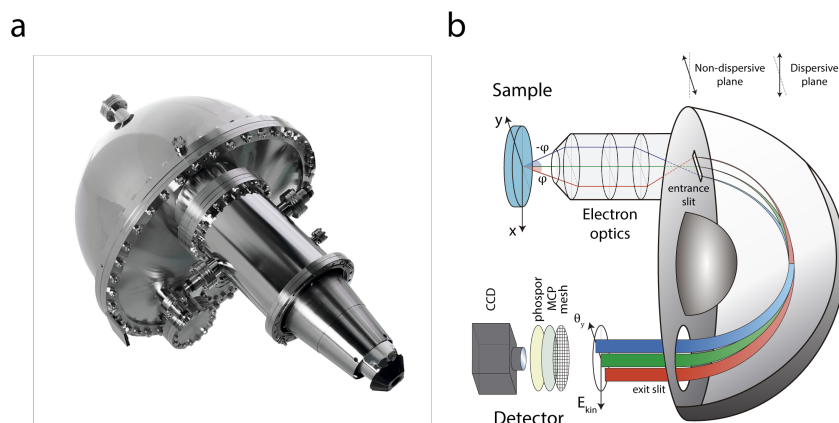 a
b
Non-dispersive
plane
Dispersive
plane
Sample
y
-φ
φ
x
entrance
slit
Electron
optics
CCD
phospor
MCP
mesh
θy
exit slit
Ekin
Detector